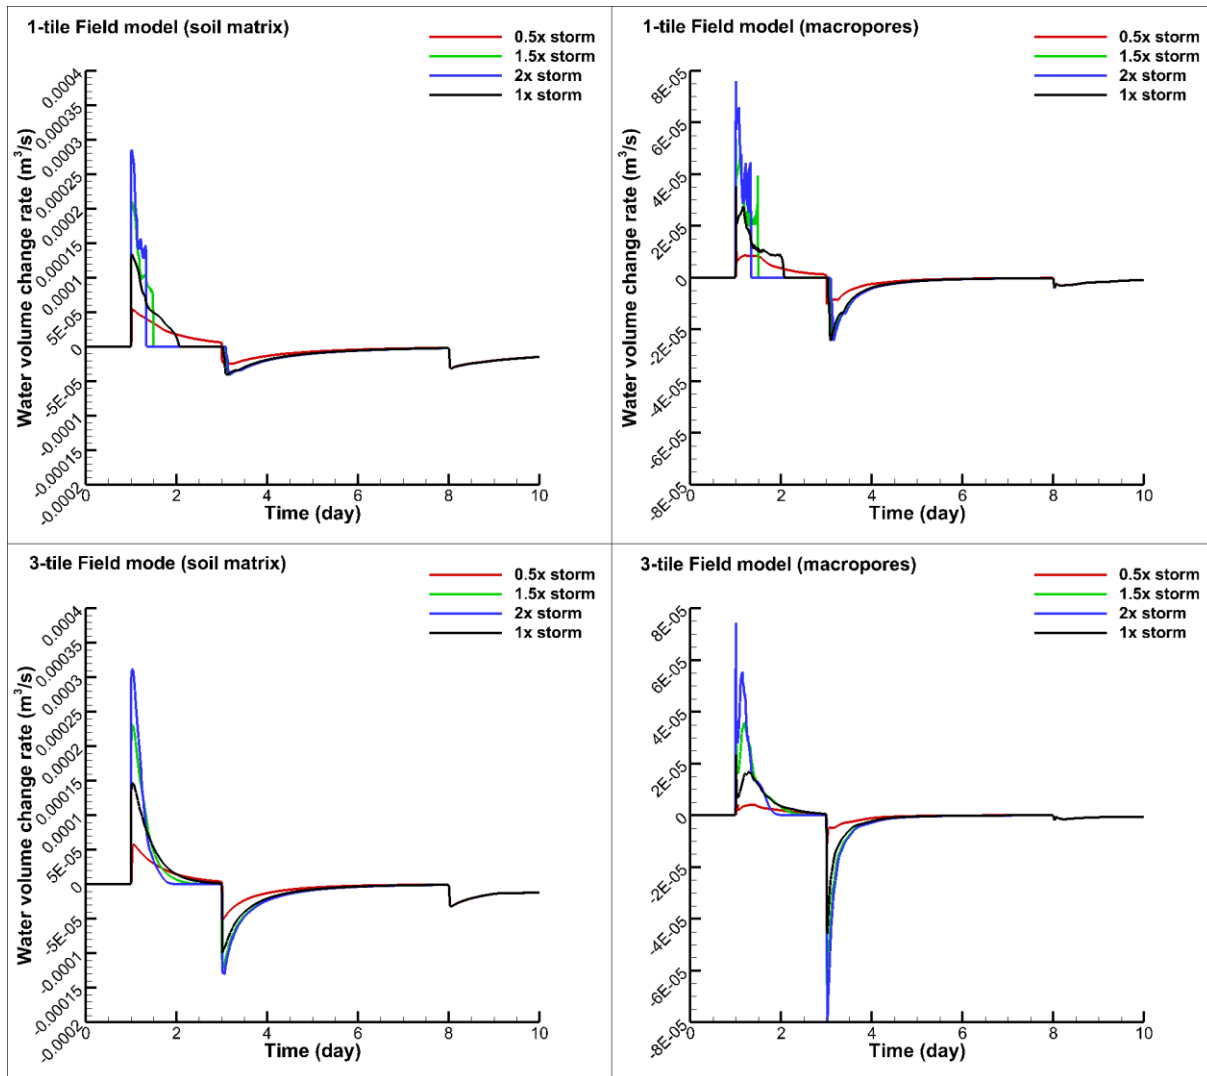 1-tile Field model (soil matrix)
0.5x storm
1.5x storm
2x storm
1x storm
Water volume change rate (m³/s)
0.0004
0.00035
0.0003
0.00025
0.0002
0.00015
0.0001
5E-05
0
-5E-05
-0.0001
-0.00015
-0.0002
0 2 4 6 8 10
Time (day)
1-tile Field model (macropores)
0.5x storm
1.5x storm
2x storm
1x storm
Water volume change rate (m³/s)
8E-05
6E-05
4E-05
2E-05
0
-2E-05
-4E-05
-6E-05
-8E-05
0 2 4 6 8 10
Time (day)
3-tile Field mode (soil matrix)
0.5x storm
1.5x storm
2x storm
1x storm
Water volume change rate (m³/s)
0.0004
0.00035
0.0003
0.00025
0.0002
0.00015
0.0001
5E-05
0
-5E-05
-0.0001
-0.00015
-0.0002
0 2 4 6 8 10
Time (day)
3-tile Field model (macropores)
0.5x storm
1.5x storm
2x storm
1x storm
Water volume change rate (m³/s)
8E-05
6E-05
4E-05
2E-05
0
-2E-05
-4E-05
-6E-05
-8E-05
0 2 4 6 8 10
Time (day)